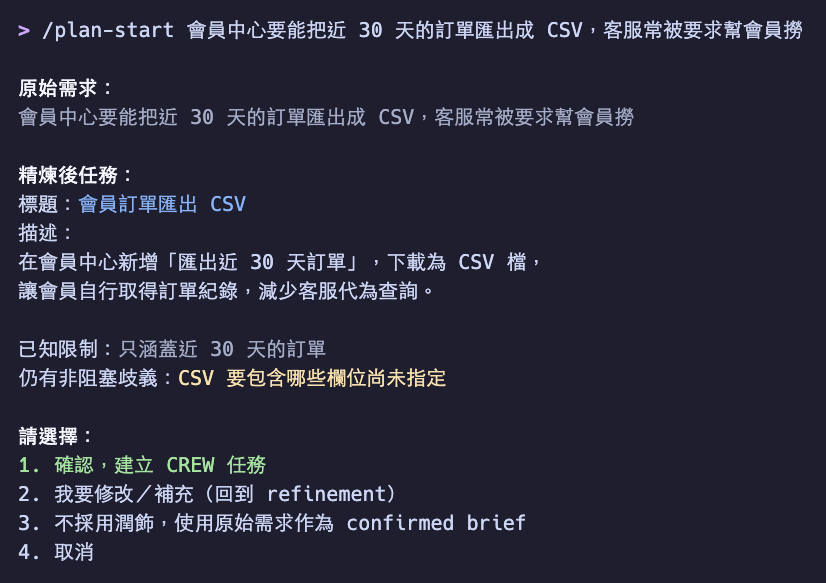 > /plan-start 會員中心要能把近 30 天的訂單匯出成 CSV，客服常被要求幫會員撈
原始需求：
會員中心要能把近 30 天的訂單匯出成 CSV，客服常被要求幫會員撈
精煉後任務：
標題：會員訂單匯出 CSV
描述：
在會員中心新增「匯出近 30 天訂單」，下載為 CSV 檔，
讓會員自行取得訂單紀錄，減少客服代為查詢。
已知限制：只涵蓋近 30 天的訂單
仍有非阻塞歧義：CSV 要包含哪些欄位尚未指定
請選擇：
1. 確認，建立 CREW 任務
2. 我要修改／補充（回到 refinement）
3. 不採用潤飾，使用原始需求作為 confirmed brief
4. 取消